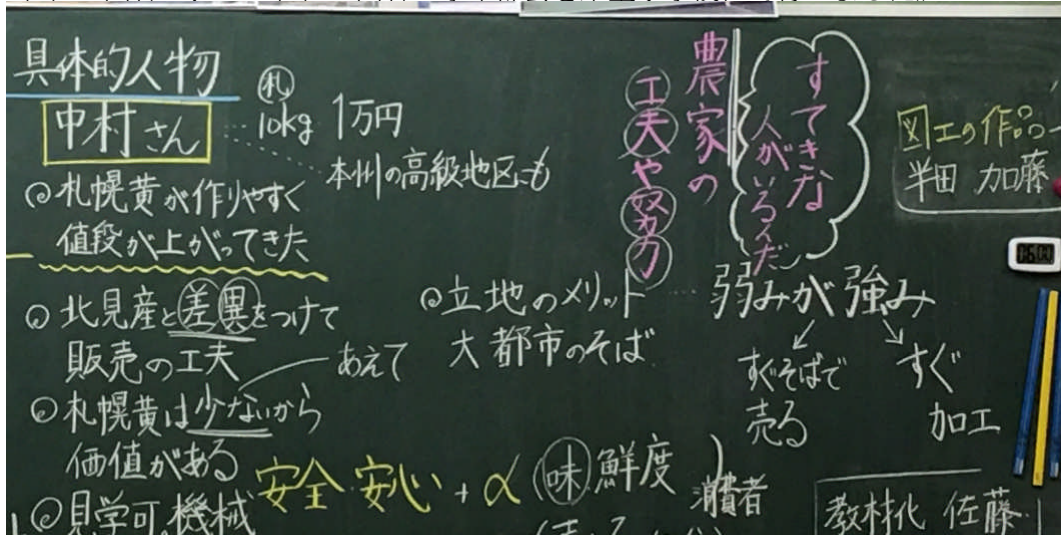 具体的人物
中村さん
札
10kg 1万円
本州の高級地区にも
◎札幌黄が作りやすく
値段が上がってきた
◎北見産と差異をつけて
販売の工夫
あえて
◎札幌黄は少ないから
価値がある
◎見学可機械
すてきな
人がいるんだ
農家の
工夫や努力
◎立地のメリット
大都市のそば
弱みが強み
すぐそばで
売る
すぐ
加工
安全安心+α(味)鮮度
消費者
図工の作品
半田 加藤
教材化 佐藤